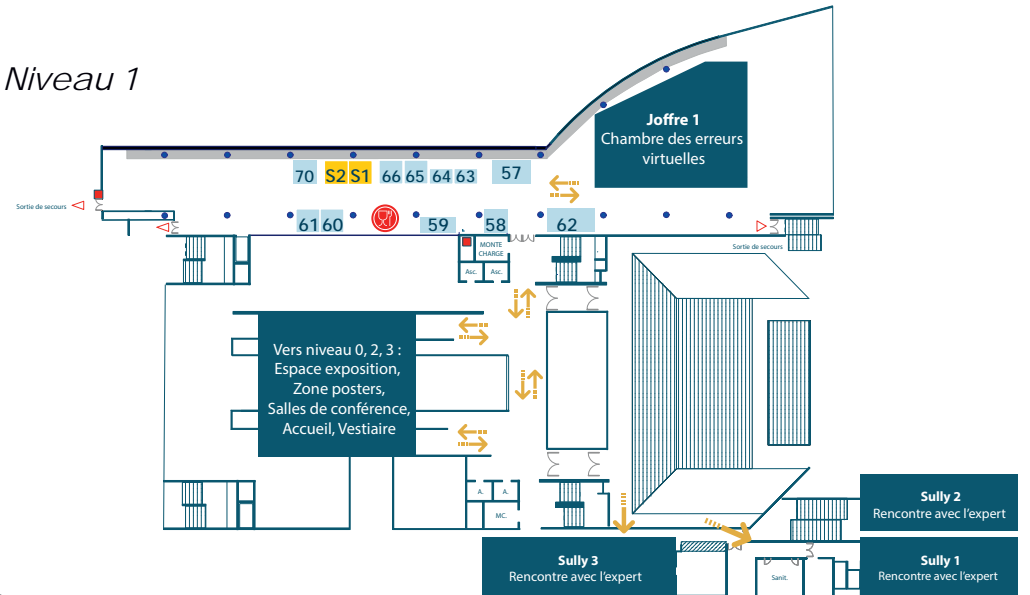 Niveau 1
Joffre 1
Chambre des erreurs
virtuelles
70 S2 S1 66 65 64 63 57
Sortie de secours
61 60 59 58 62
MONTE
CHARGE
Sortie de secours
Asc. Asc.
Vers niveau 0, 2, 3 :
Espace exposition,
Zone posters,
Salles de conférence,
Accueil, Vestiaire
A. A.
MC.
Sully 2
Rencontre avec l'expert
Sully 3
Rencontre avec l'expert
Sanit.
Sully 1
Rencontre avec l'expert